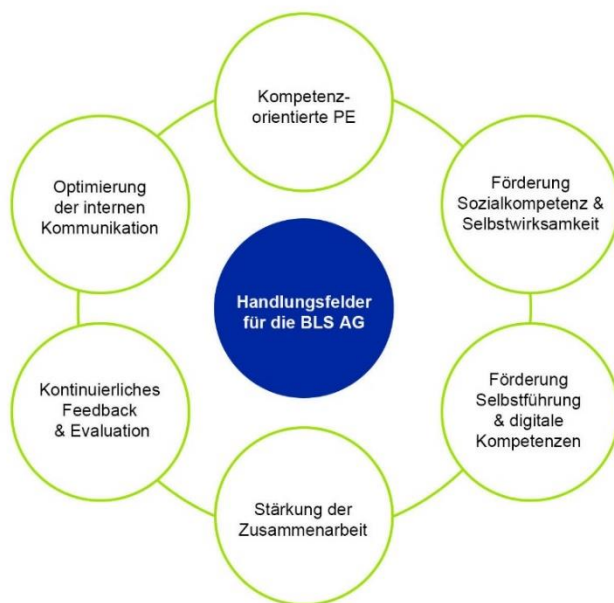 Kompetenz-
orientierte PE
Optimierung
der internen
Kommunikation
Förderung
Sozialkompetenz &
Selbstwirksamkeit
Handlungsfelder
für die BLS AG
Kontinuierliches
Feedback
& Evaluation
Förderung
Selbstführung
& digitale
Kompetenzen
Stärkung der
Zusammenarbeit